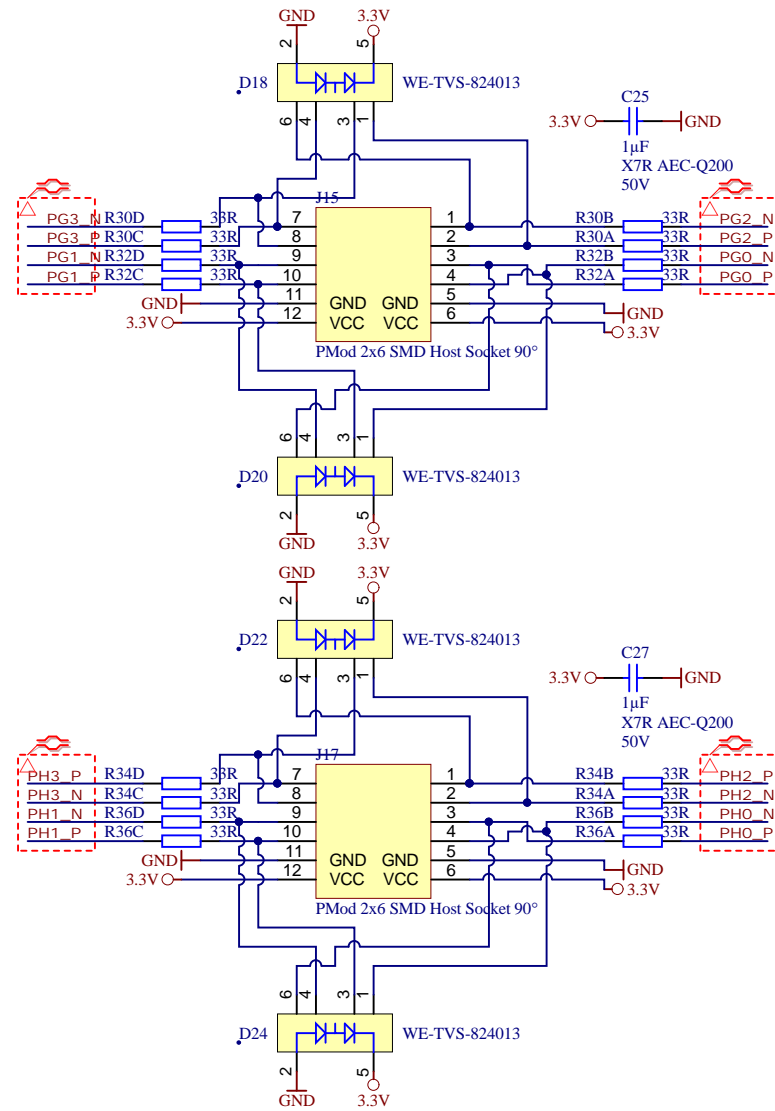 GND 3.3V
2 5
D18 WE-TVS-824013
6 4 3 1
C25
3.3V GND
1µF
X7R AEC-Q200
50V
J15
PG3_N R30D 33R 7 1 R30B 33R PG2_N
PG3_P R30C 33R 8 2 R30A 33R PG2_P
PG1_N R32D 33R 9 3 R32B 33R PG0_N
PG1_P R32C 33R 10 4 R32A 33R PG0_P
GND 11 GND GND 5 GND
3.3V 12 VCC VCC 6 3.3V
PMod 2x6 SMD Host Socket 90°
6 4 3 1
D20 WE-TVS-824013
2 5
GND 3.3V
GND 3.3V
2 5
D22 WE-TVS-824013
6 4 3 1
C27
3.3V GND
1µF
X7R AEC-Q200
50V
J17
PH3_P R34D 33R 7 1 R34B 33R PH2_P
PH3_N R34C 33R 8 2 R34A 33R PH2_N
PH1_N R36D 33R 9 3 R36B 33R PH0_N
PH1_P R36C 33R 10 4 R36A 33R PH0_P
GND 11 GND GND 5 GND
3.3V 12 VCC VCC 6 3.3V
PMod 2x6 SMD Host Socket 90°
6 4 3 1
D24 WE-TVS-824013
2 5
GND 3.3V